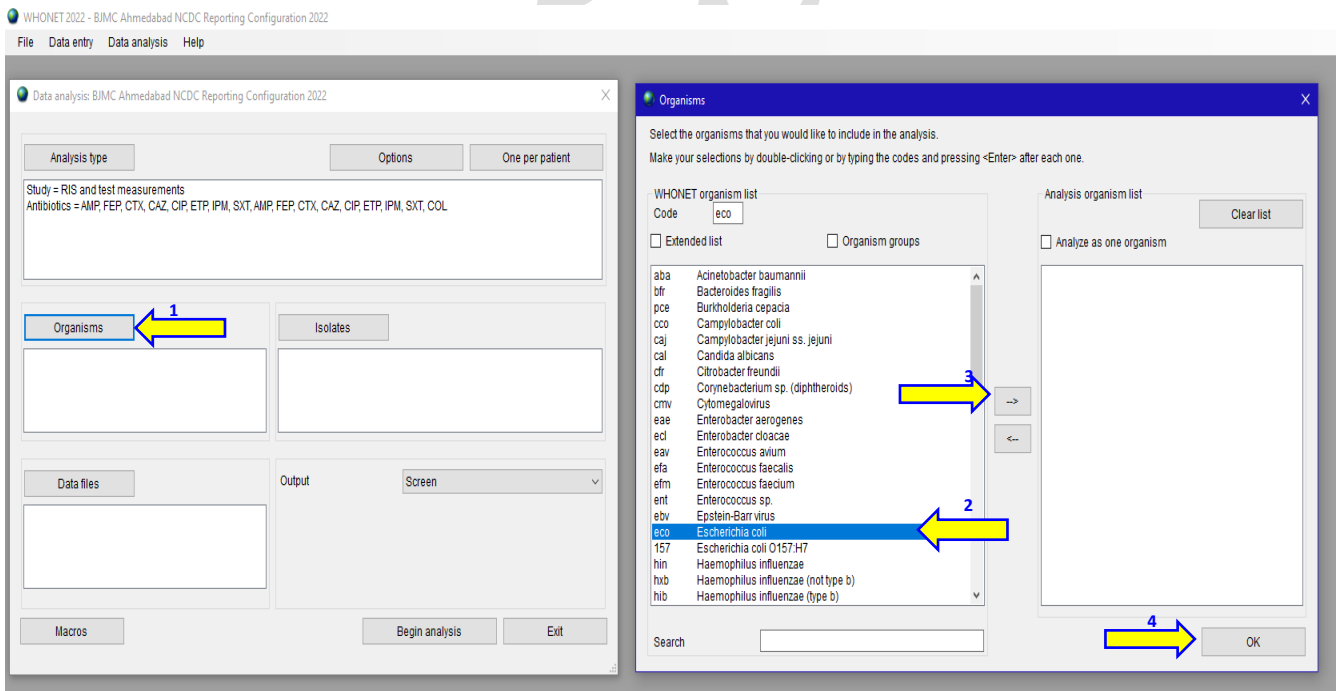 WHONET 2022 - BJMC Ahmedabad NCDC Reporting Configuration 2022
File Data entry Data analysis Help
Data analysis: BJMC Ahmedabad NCDC Reporting Configuration 2022 X
Analysis type Options One per patient
Study = RIS and test measurements
Antibiotics = AMP, FEP, CTX, CAZ, CIP, ETP, IPM, SXT, AMP, FEP, CTX, CAZ, CIP, ETP, IPM, SXT, COL
Organisms 1 Isolates
Data files Output Screen
Macros Begin analysis Exit
Organisms X
Select the organisms that you would like to include in the analysis.
Make your selections by double-clicking or by typing the codes and pressing <Enter> after each one.
WHONET organism list
Code eco
Extended list Organism groups
aba Acinetobacter baumannii
bfr Bacteroides fragilis
pce Burkholderia cepacia
cco Campylobacter coli
caj Campylobacter jejuni ss. jejuni
cal Candida albicans
cfr Citrobacter freundii
cdp Corynebacterium sp. (diphtheroids)
cmv Cytomegalovirus
eae Enterobacter aerogenes
ecl Enterobacter cloacae
eav Enterococcus avium
efa Enterococcus faecalis
efm Enterococcus faecium
ent Enterococcus sp.
ebv Epstein-Barr virus
eco Escherichia coli
157 Escherichia coli O157:H7
hin Haemophilus influenzae
hxb Haemophilus influenzae (not type b)
hib Haemophilus influenzae (type b)
2
3
-->
<--
Search
Analysis organism list
Clear list
Analyze as one organism
4
OK